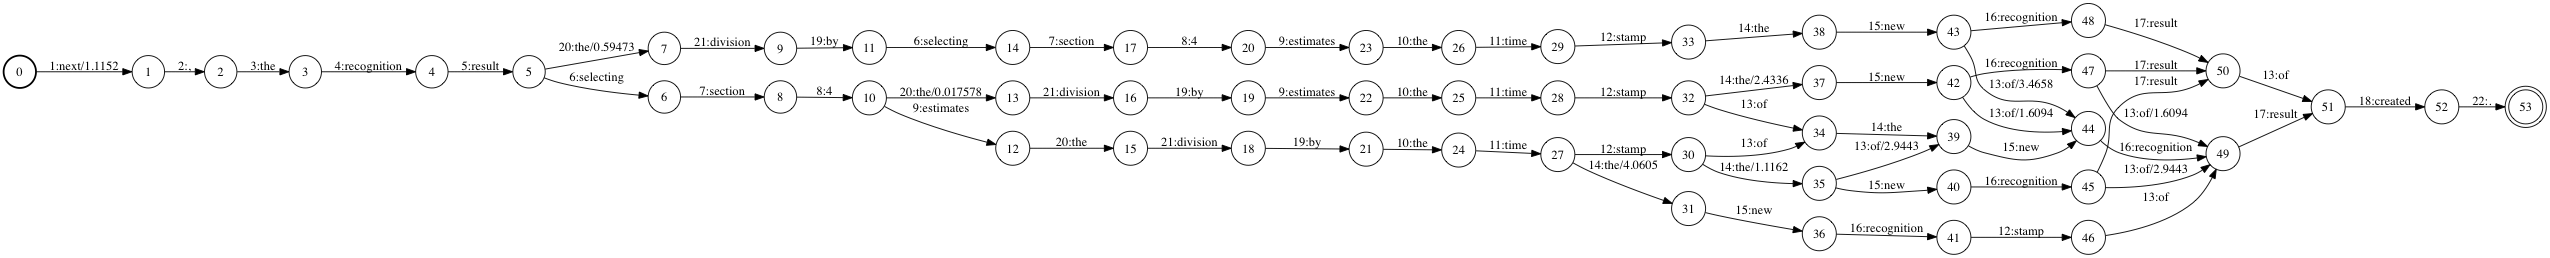 0 1:next/1.1152 1 2:, 2 3:the 3 4:recognition 4 5:result 5
20:the/0.59473 7 21:division 9 19:by 11 6:selecting 14 7:section 17 8:4 20 9:estimates 23 10:the 26 11:time 29 12:stamp 33 14:the 38 15:new 43 16:recognition 48 17:result
6:selecting 6 7:section 8 8:4 10 20:the/0.017578 13 21:division 16 19:by 19 9:estimates 22 10:the 25 11:time 28 12:stamp 32 14:the/2.4336 37 15:new 42 16:recognition 47 17:result 50 13:of
13:of/3.4658
17:result
9:estimates 12 20:the 15 21:division 18 19:by 21 10:the 24 11:time 27 12:stamp 30 13:of 34 14:the 39 15:new 44 16:recognition 49 17:result 51 18:created 52 22:. 53
13:of
13:of/1.6094
13:of/1.6094
14:the/1.1162 35 13:of/2.9443
15:new 40 16:recognition 45 13:of/2.9443
14:the/4.0605 31 15:new 36 16:recognition 41 12:stamp 46 13:of